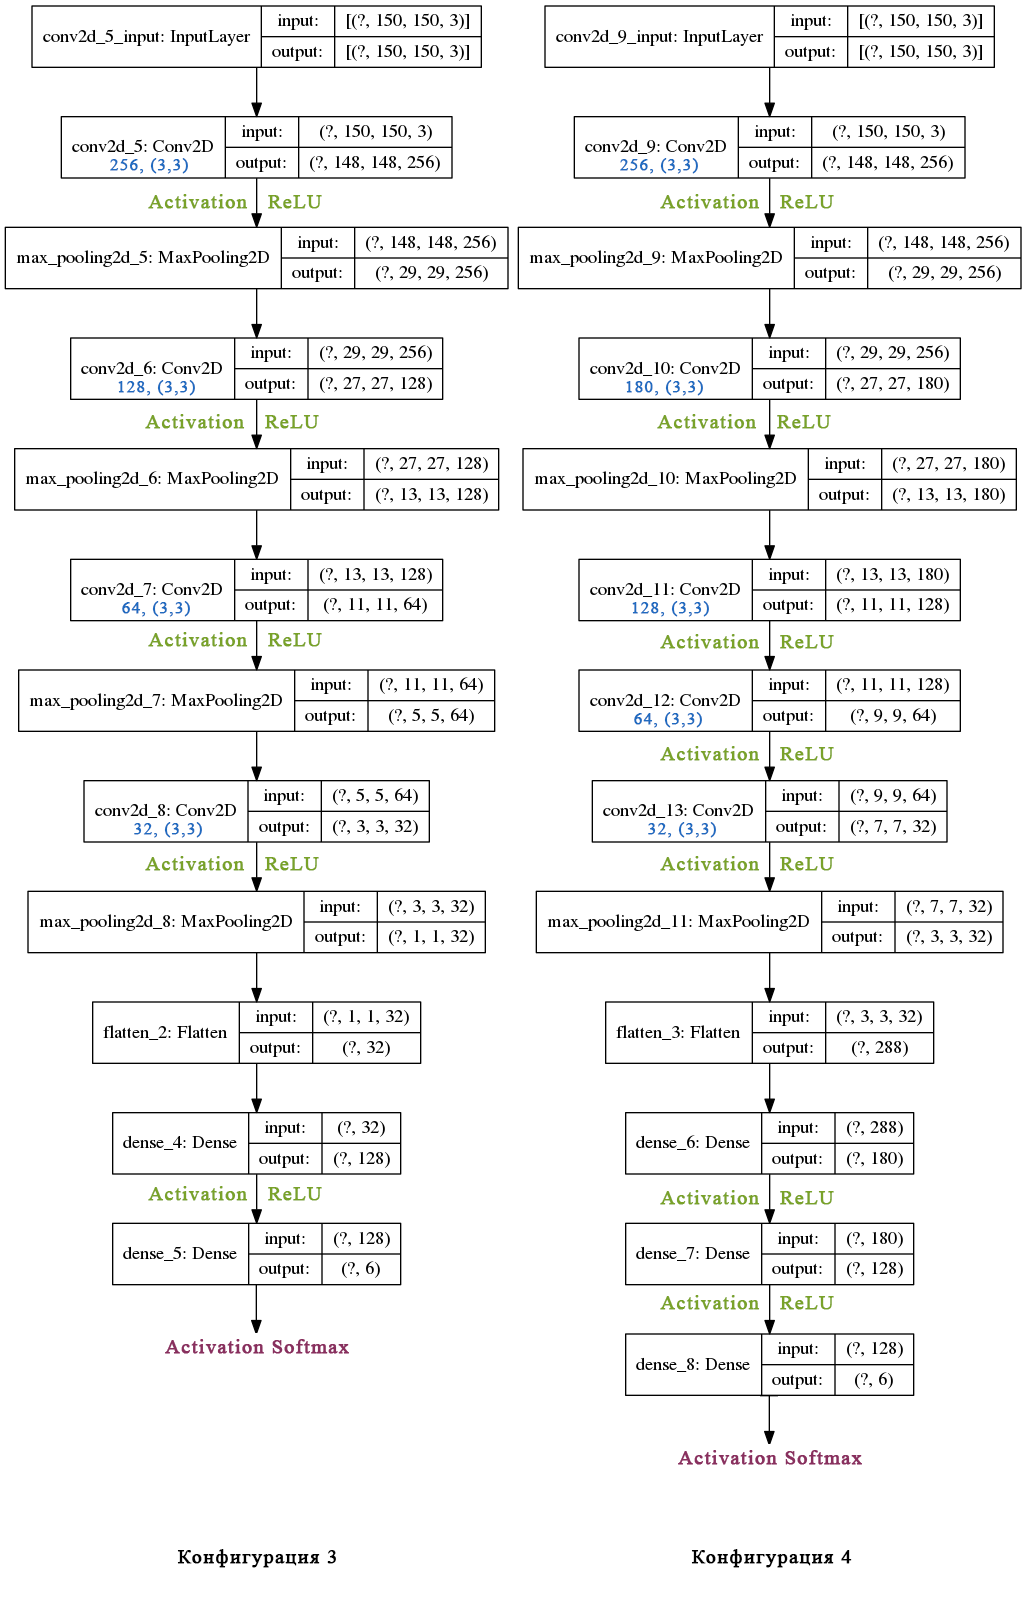 conv2d_5_input: InputLayer
input:
[(?, 150, 150, 3)]
output:
[(?, 150, 150, 3)]
conv2d_5: Conv2D
256, (3,3)
input:
(?, 150, 150, 3)
output:
(?, 148, 148, 256)
Activation ReLU
max_pooling2d_5: MaxPooling2D
input:
(?, 148, 148, 256)
output:
(?, 29, 29, 256)
conv2d_6: Conv2D
128, (3,3)
input:
(?, 29, 29, 256)
output:
(?, 27, 27, 128)
Activation ReLU
max_pooling2d_6: MaxPooling2D
input:
(?, 27, 27, 128)
output:
(?, 13, 13, 128)
conv2d_7: Conv2D
64, (3,3)
input:
(?, 13, 13, 128)
output:
(?, 11, 11, 64)
Activation ReLU
max_pooling2d_7: MaxPooling2D
input:
(?, 11, 11, 64)
output:
(?, 5, 5, 64)
conv2d_8: Conv2D
32, (3,3)
input:
(?, 5, 5, 64)
output:
(?, 3, 3, 32)
Activation ReLU
max_pooling2d_8: MaxPooling2D
input:
(?, 3, 3, 32)
output:
(?, 1, 1, 32)
flatten_2: Flatten
input:
(?, 1, 1, 32)
output:
(?, 32)
dense_4: Dense
input:
(?, 32)
output:
(?, 128)
Activation ReLU
dense_5: Dense
input:
(?, 128)
output:
(?, 6)
Activation Softmax
Конфигурация 3
conv2d_9_input: InputLayer
input:
[(?, 150, 150, 3)]
output:
[(?, 150, 150, 3)]
conv2d_9: Conv2D
256, (3,3)
input:
(?, 150, 150, 3)
output:
(?, 148, 148, 256)
Activation ReLU
max_pooling2d_9: MaxPooling2D
input:
(?, 148, 148, 256)
output:
(?, 29, 29, 256)
conv2d_10: Conv2D
180, (3,3)
input:
(?, 29, 29, 256)
output:
(?, 27, 27, 180)
Activation ReLU
max_pooling2d_10: MaxPooling2D
input:
(?, 27, 27, 180)
output:
(?, 13, 13, 180)
conv2d_11: Conv2D
128, (3,3)
input:
(?, 13, 13, 180)
output:
(?, 11, 11, 128)
Activation ReLU
conv2d_12: Conv2D
64, (3,3)
input:
(?, 11, 11, 128)
output:
(?, 9, 9, 64)
Activation ReLU
conv2d_13: Conv2D
32, (3,3)
input:
(?, 9, 9, 64)
output:
(?, 7, 7, 32)
Activation ReLU
max_pooling2d_11: MaxPooling2D
input:
(?, 7, 7, 32)
output:
(?, 3, 3, 32)
flatten_3: Flatten
input:
(?, 3, 3, 32)
output:
(?, 288)
dense_6: Dense
input:
(?, 288)
output:
(?, 180)
Activation ReLU
dense_7: Dense
input:
(?, 180)
output:
(?, 128)
Activation ReLU
dense_8: Dense
input:
(?, 128)
output:
(?, 6)
Activation Softmax
Конфигурация 4